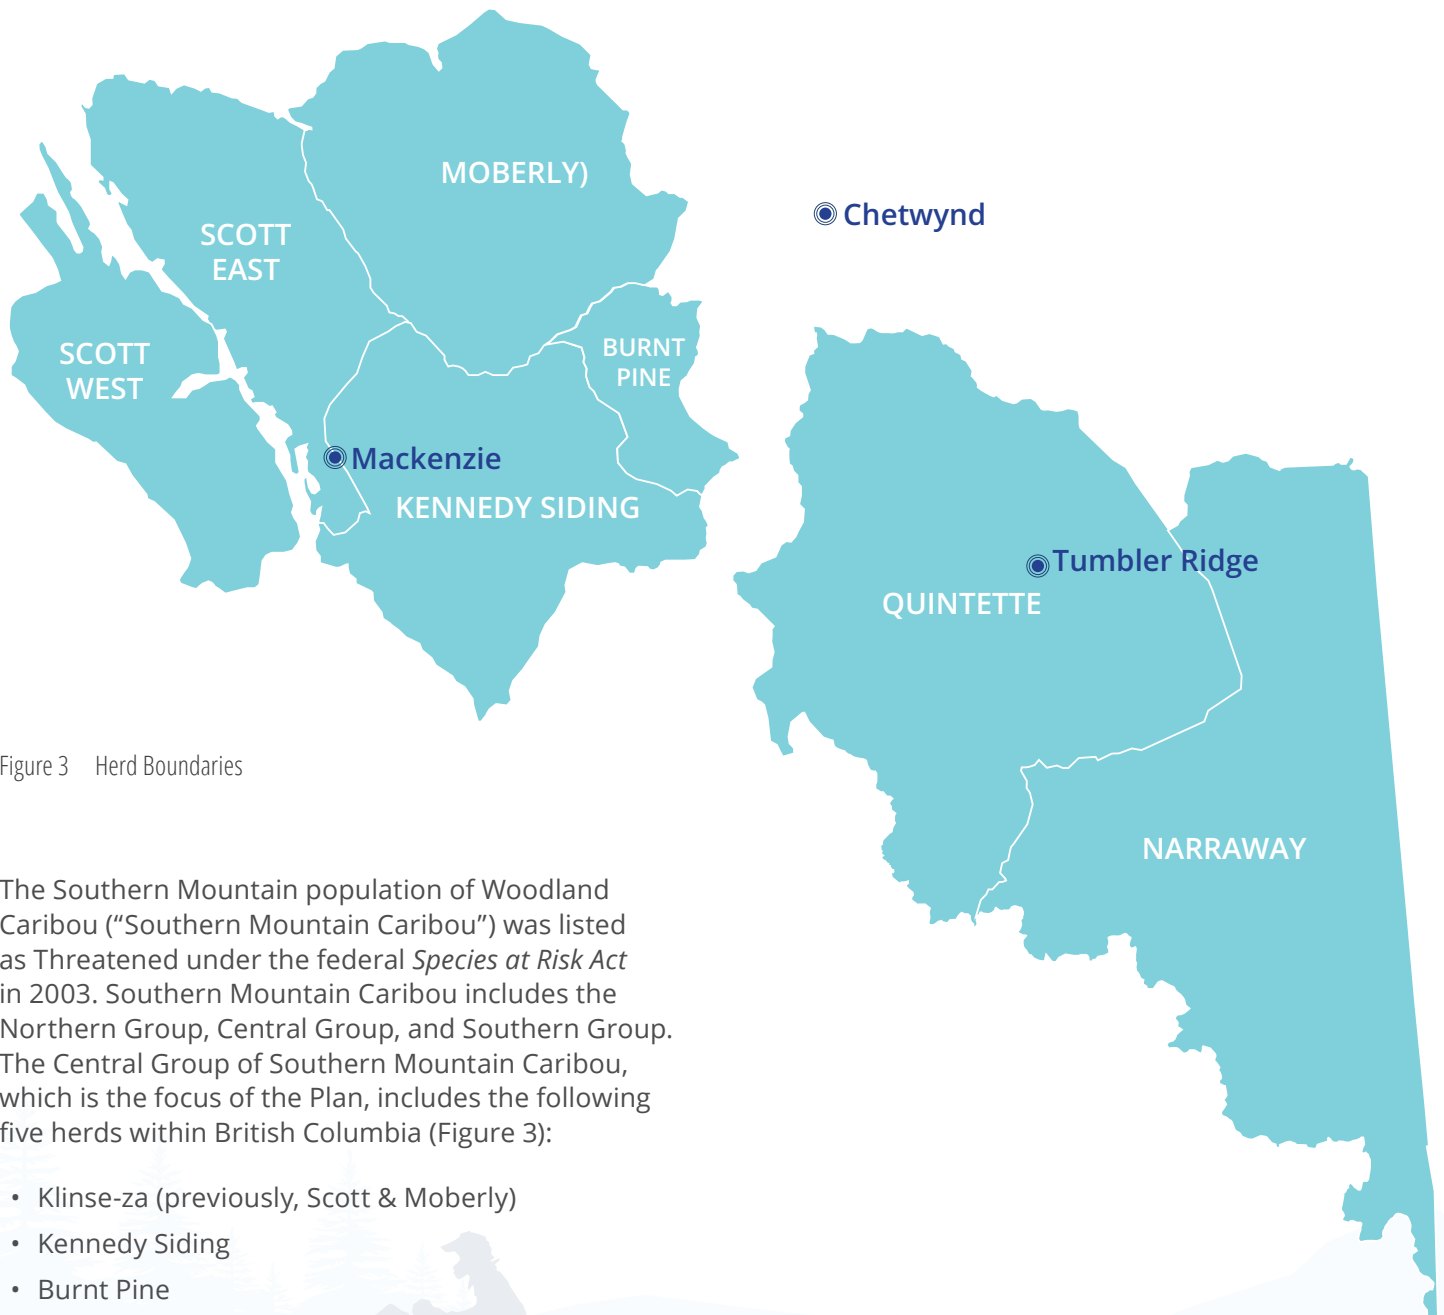 MOBERLY)
Chetwynd
SCOTT
EAST
SCOTT
WEST
BURNT
PINE
Mackenzie
KENNEDY SIDING
Tumbler Ridge
QUINTETTE
NARRAWAY
Figure 3 Herd Boundaries
The Southern Mountain population of Woodland
Caribou (“Southern Mountain Caribou”) was listed
as Threatened under the federal Species at Risk Act
in 2003. Southern Mountain Caribou includes the
Northern Group, Central Group, and Southern Group.
The Central Group of Southern Mountain Caribou,
which is the focus of the Plan, includes the following
five herds within British Columbia (Figure 3):
• Klinse-za (previously, Scott & Moberly)
• Kennedy Siding
• Burnt Pine